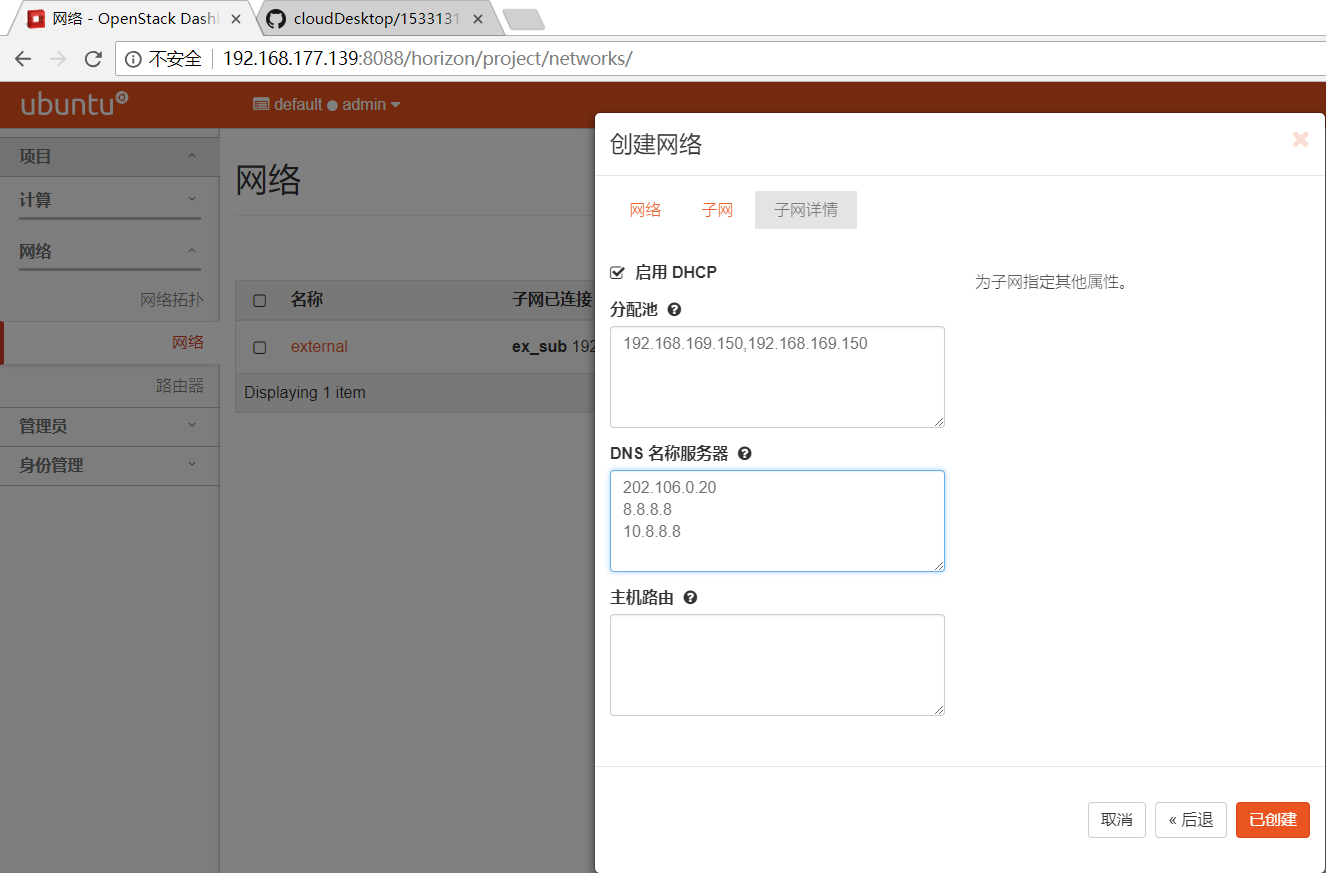 网络 - OpenStack Dashl
cloudDesktop/1533131
不安全
192.168.177.139:8088/horizon/project/networks/
ubuntu
default
admin
项目
计算
网络
网络拓扑
网络
路由器
管理员
身份管理
网络
名称
子网已连接
external
ex_sub 192
Displaying 1 item
创建网络
网络
子网
子网详情
启用 DHCP
为子网指定其他属性。
分配池
192.168.169.150,192.168.169.150
DNS 名称服务器
202.106.0.20
8.8.8.8
10.8.8.8
主机路由
取消
« 后退
已创建